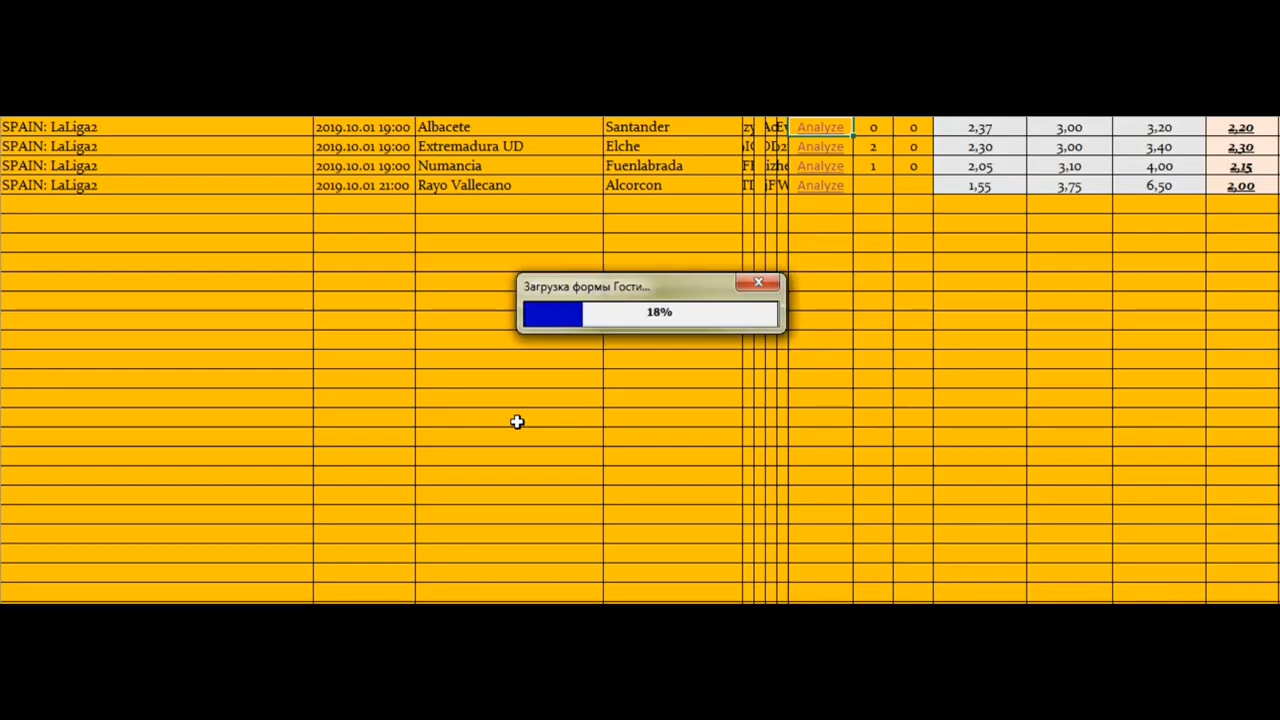 SPAIN: LaLiga2 2019.10.01 19:00 Albacete Santander Analyze 0 0 2,37 3,00 3,20 2,20
SPAIN: LaLiga2 2019.10.01 19:00 Extremadura UD Elche Analyze 2 0 2,30 3,00 3,40 2,30
SPAIN: LaLiga2 2019.10.01 19:00 Numancia Fuenlabrada Analyze 1 0 2,05 3,10 4,00 2,15
SPAIN: LaLiga2 2019.10.01 21:00 Rayo Vallecano Alcorcon Analyze 1,55 3,75 6,50 2,00
Загрузка формы Гости...
18%